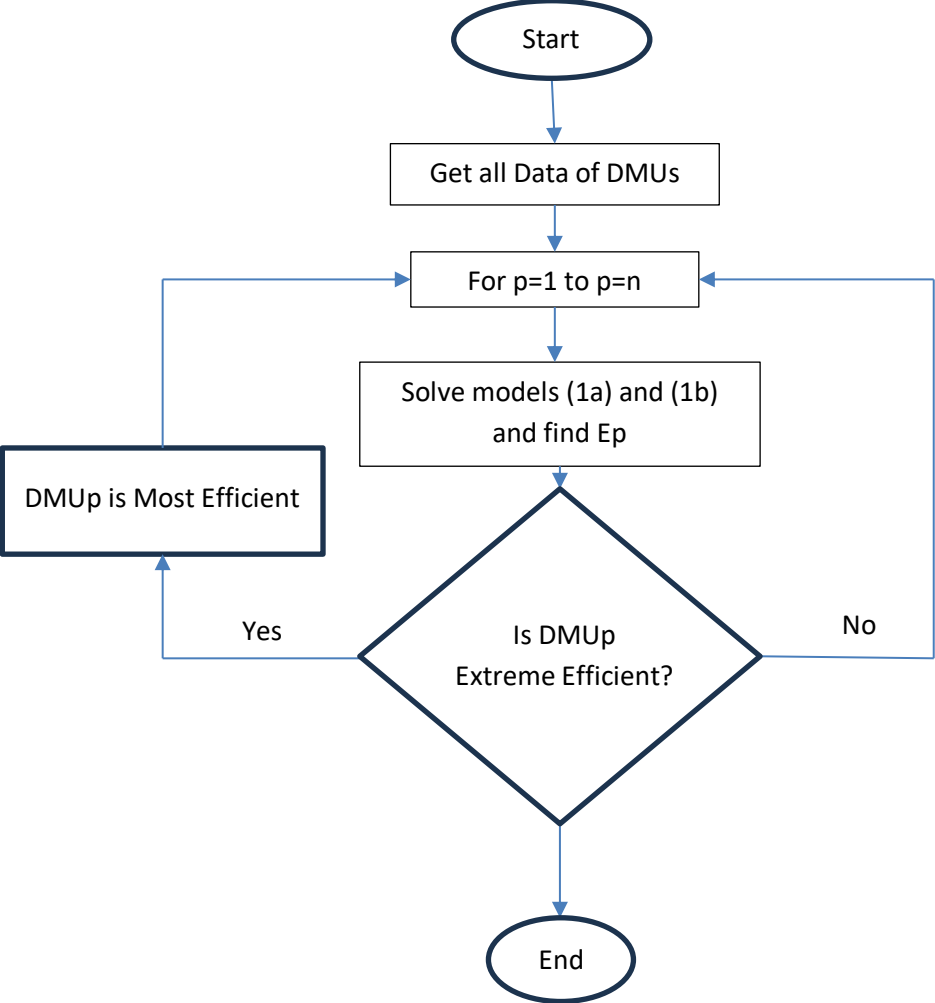 Start
Get all Data of DMUs
For p=1 to p=n
Solve models (1a) and (1b)
and find Ep
DMUp is Most Efficient
Yes
No
Is DMUp
Extreme Efficient?
End